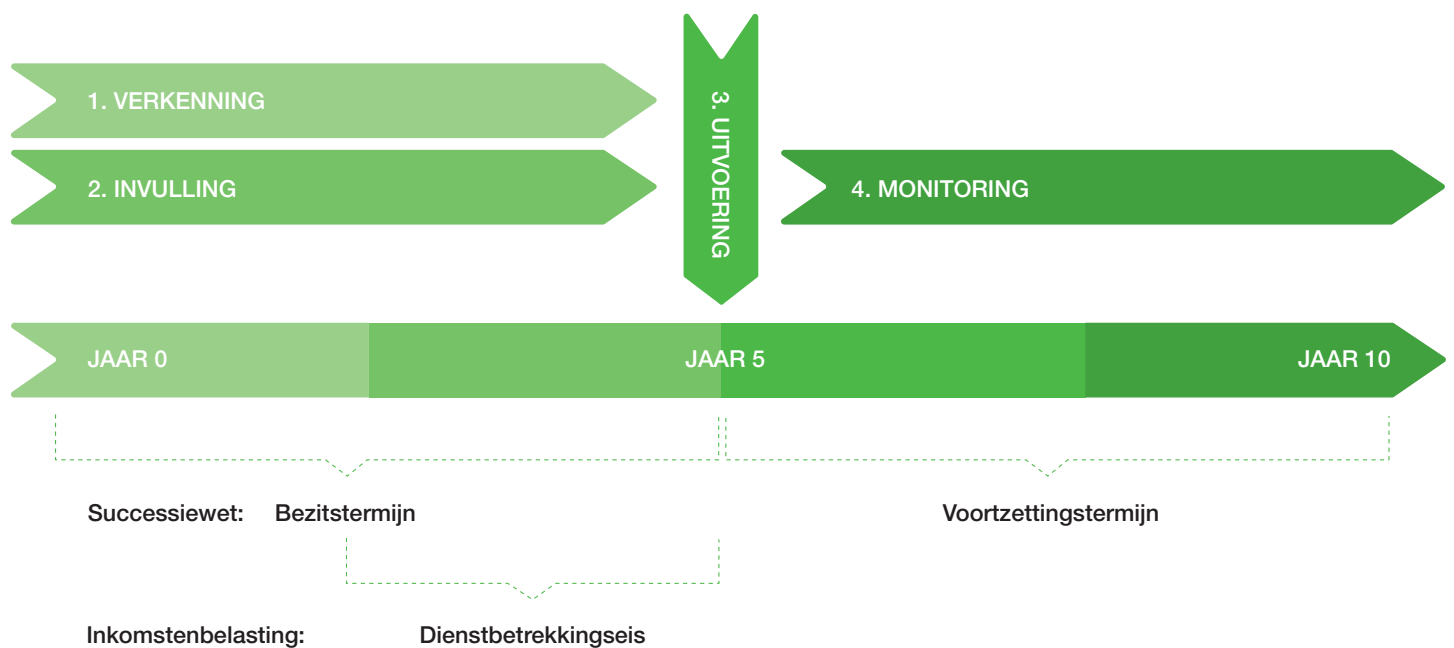 1. VERKENNING
2. INVULLING
3. UITVOERING
4. MONITORING
JAAR 0
JAAR 5
JAAR 10
Successiewet: Bezitstermijn
Voortzettingstermijn
Inkomstenbelasting: Dienstbetrekkingseis